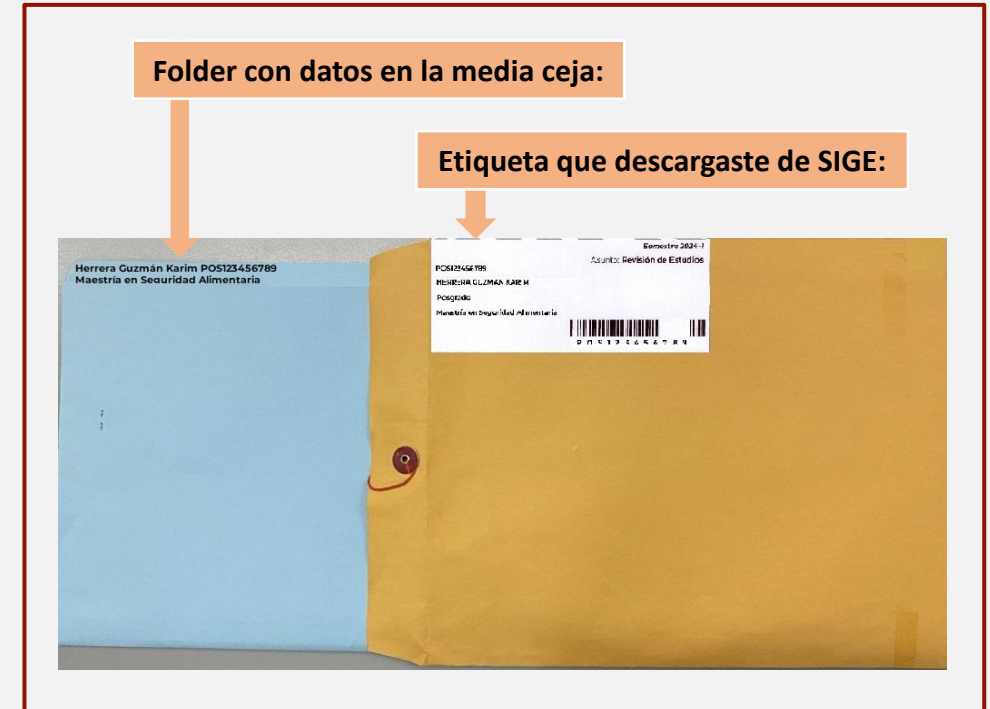 Folder con datos en la media ceja:
Etiqueta que descargaste de SIGE:
Herrera Guzmán Karim POS123456789
Maestría en Seguridad Alimentaria
Semestre 2024-1
Asunto: Revisión de Estudios
POS123456789
HERRERA GUZMAN KARIM
Posgrado
Maestría en Seguridad Alimentaria
POS123456789